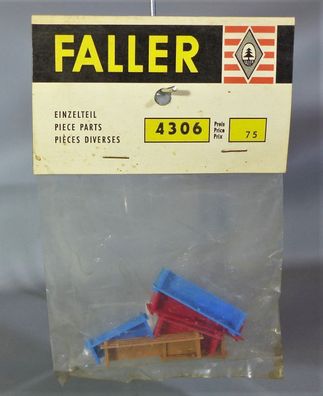 FALLER
EINZELTEIL
PIECE PARTS
PIÈCES DIVERSES
4306
Preis
Price
Prix
75